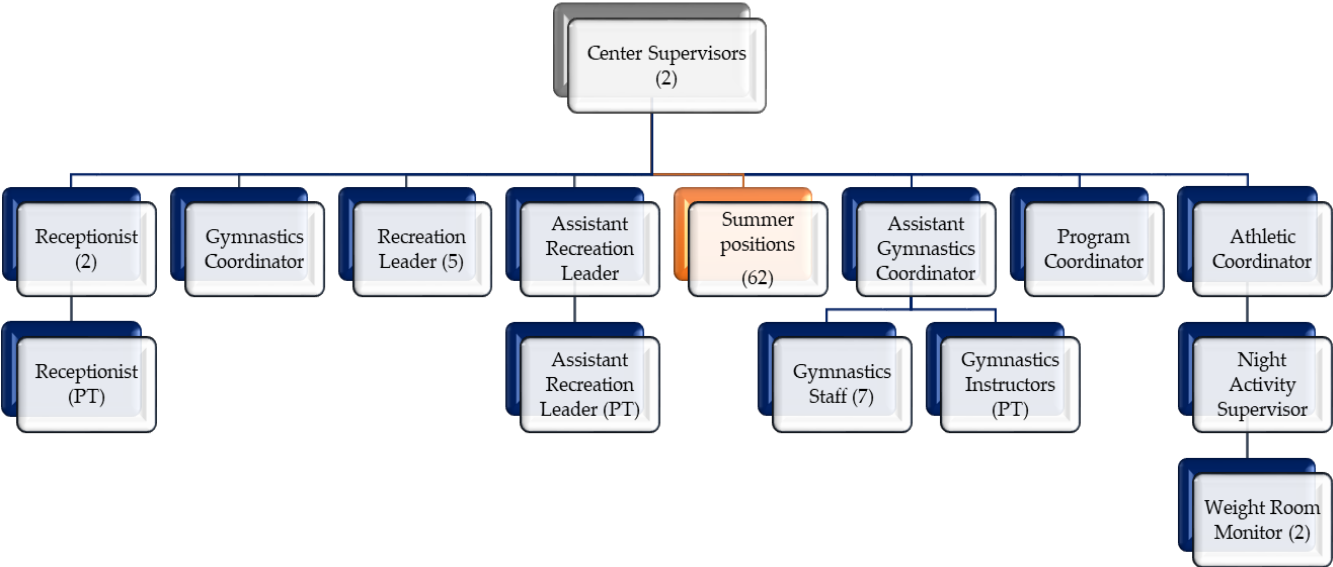 Center Supervisors
(2)
Receptionist
(2)
Gymnastics
Coordinator
Recreation
Leader (5)
Assistant
Recreation
Leader
Summer
positions
(62)
Assistant
Gymnastics
Coordinator
Program
Coordinator
Athletic
Coordinator
Receptionist
(PT)
Assistant
Recreation
Leader (PT)
Gymnastics
Staff (7)
Gymnastics
Instructors
(PT)
Night
Activity
Supervisor
Weight Room
Monitor (2)